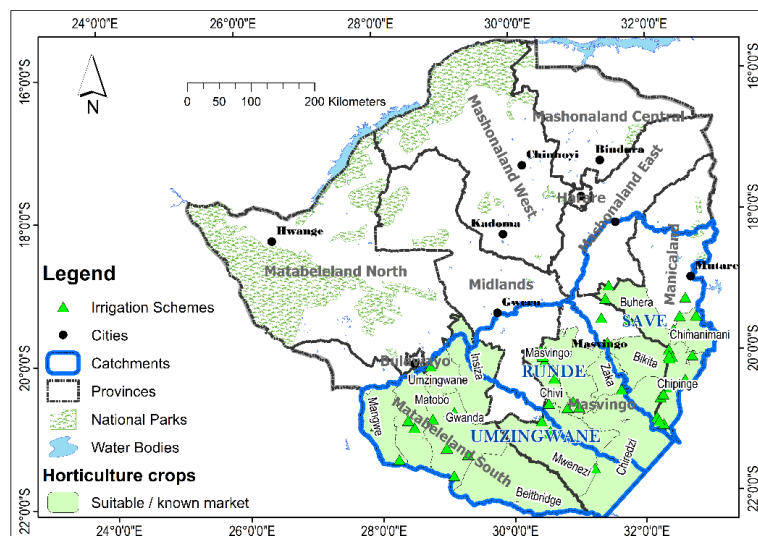 24°0'0"E 26°0'0"E 28°0'0"E 30°0'0"E 32°0'0"E
16°0'0"S
16°0'0"S
N
0 50 100 200 Kilometers
Mashonaland Central
Mashonaland West
Chinhoyi
Bindura
Mashonaland East
Harare
18°0'0"S
18°0'0"S
Hwange
Kadoma
Manicaland
Matabeleland North
Midlands
Mutare
Gweru
Buhera
SAVE
Chimanimani
Legend
Irrigation Schemes
Cities
Catchments
Provinces
National Parks
Water Bodies
Horticulture crops
Suitable / known market
20°0'0"S
20°0'0"S
Bulawayo
Insiza
Masvingo
Masvingo
Bikita
Umzingwane
RUNDE
Zaka
Chipinge
Matobo
Chivi
Masvingo
Mangwe
Gwanda
Matabeleland South
UMZINGWANE
Mwenezi
Chiredzi
Beitbridge
22°0'0"S
22°0'0"S
24°0'0"E 26°0'0"E 28°0'0"E 30°0'0"E 32°0'0"E